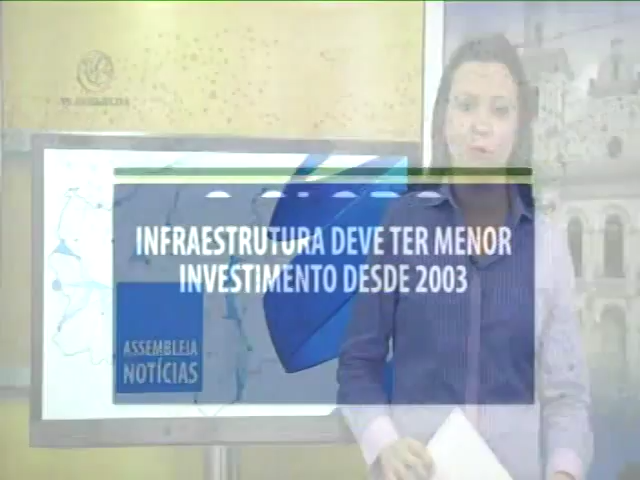 INFRAESTRUTURA DEVE TER MENOR
INVESTIMENTO DESDE 2003
ASSEMBLEIA
NOTÍCIAS